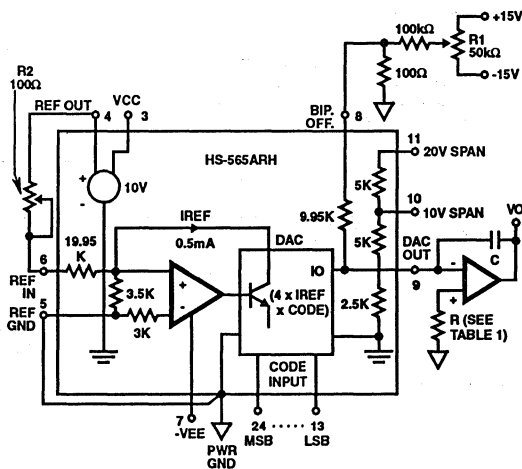 +15V
100kΩ
R1
50kΩ
100Ω
-15V
R2
100Ω
REF OUT
VCC
4
3
BIP.
OFF.
8
11
20V SPAN
HS-565ARH
+
-
10V
5K
10
10V SPAN
9.95K
IREF
0.5mA
DAC
5K
DAC
OUT
C
VO
6
19.95
K
REF
IN
+
-
IO
9
-
+
3.5K
(4 x IREF
x CODE)
2.5K
5
REF
GND
3K
R (SEE
TABLE 1)
CODE
INPUT
7
-VEE
PWR
GND
24 ····· 13
MSB LSB